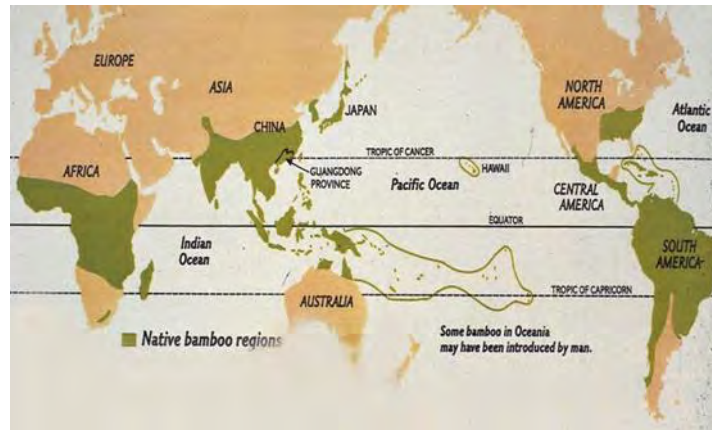 EUROPE
ASIA
NORTH
AMERICA
Atlantic
Ocean
CHINA
JAPAN
TROPIC OF CANCER
AFRICA
GUANGDONG
PROVINCE
HAWAII
Pacific Ocean
CENTRAL
AMERICA
EQUATOR
Indian
Ocean
SOUTH
AMERICA
TROPIC OF CAPRICORN
AUSTRALIA
Native bamboo regions
Some bamboo in Oceania
may have been introduced by man.